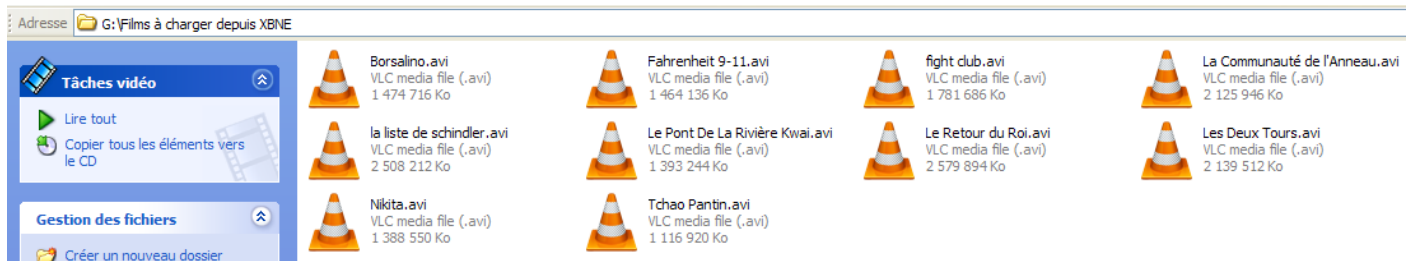 Adresse G:\Films à charger depuis XBNE
Tâches vidéo
Lire tout
Copier tous les éléments vers
le CD
Gestion des fichiers
Créer un nouveau dossier
Borsalino.avi
VLC media file (.avi)
1 474 716 Ko
Fahrenheit 9-11.avi
VLC media file (.avi)
1 464 136 Ko
fight club.avi
VLC media file (.avi)
1 781 686 Ko
La Communauté de l'Anneau.avi
VLC media file (.avi)
2 125 946 Ko
la liste de schindler.avi
VLC media file (.avi)
2 508 212 Ko
Le Pont De La Rivière Kwai.avi
VLC media file (.avi)
1 393 244 Ko
Le Retour du Roi.avi
VLC media file (.avi)
2 579 894 Ko
Les Deux Tours.avi
VLC media file (.avi)
2 139 512 Ko
Nikita.avi
VLC media file (.avi)
1 388 550 Ko
Tchao Pantin.avi
VLC media file (.avi)
1 116 920 Ko